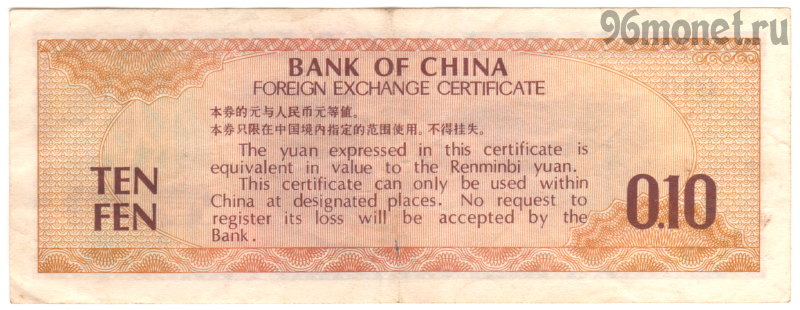 96monet.ru
BANK OF CHINA
FOREIGN EXCHANGE CERTIFICATE
本券的元与人民币元等值。
本券只限在中国境内指定的范围使用。不得挂失。
The yuan expressed in this certificate is
equivalent in value to the Renminbi yuan.
This certificate can only be used within
China at designated places. No request to
register its loss will be accepted by the
Bank.
TEN
FEN
0.10